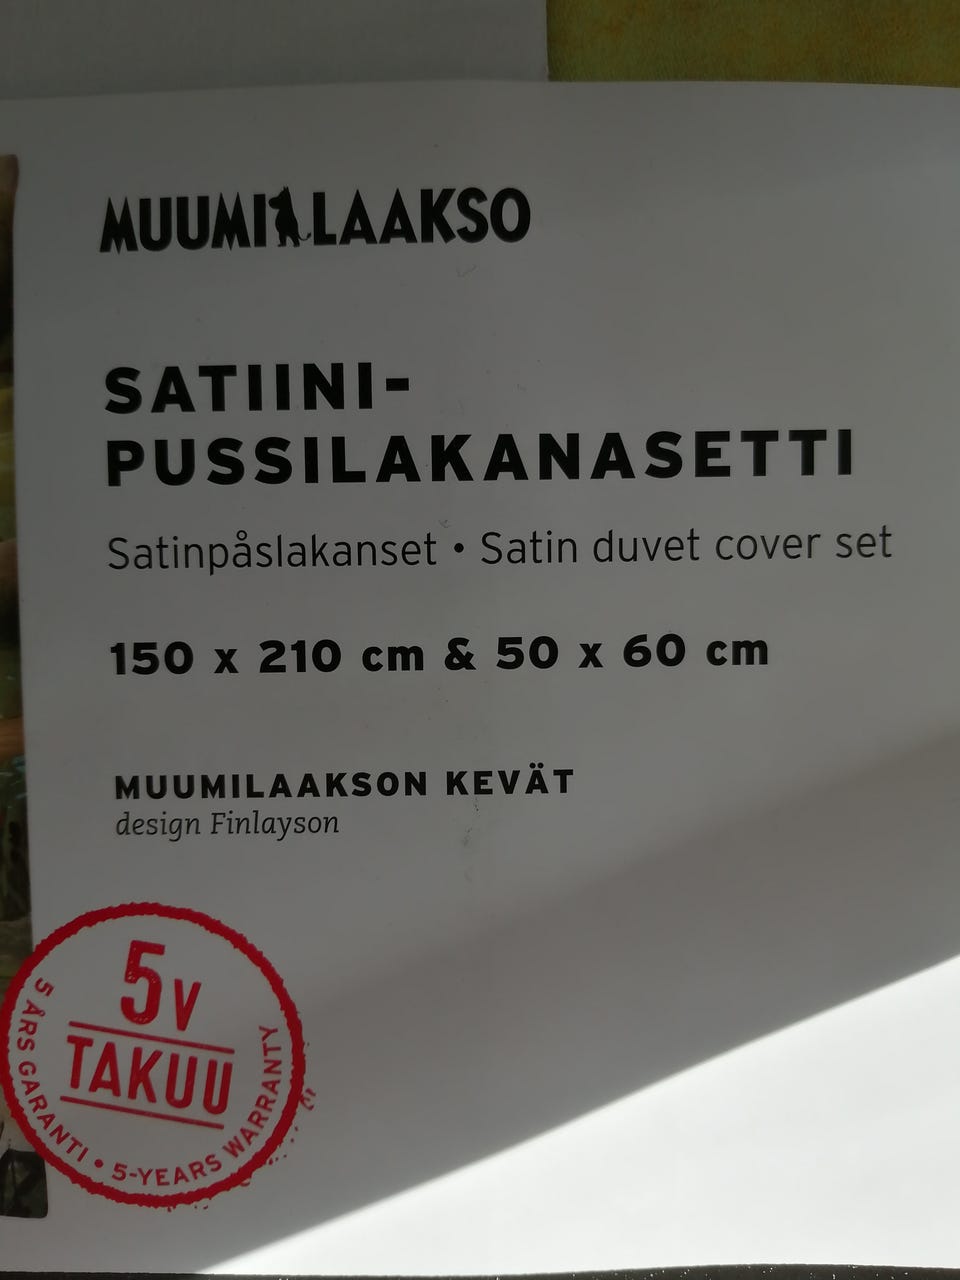 MUUMILAAKSO
SATIINI-
PUSSILAKANASETTI
Satinpåslakanset • Satin duvet cover set
150 x 210 cm & 50 x 60 cm
MUUMILAAKSON KEVÄT
design Finlayson
5V
TAKUU
5 ÅRS GARANTI • 5-YEARS WARRANTY